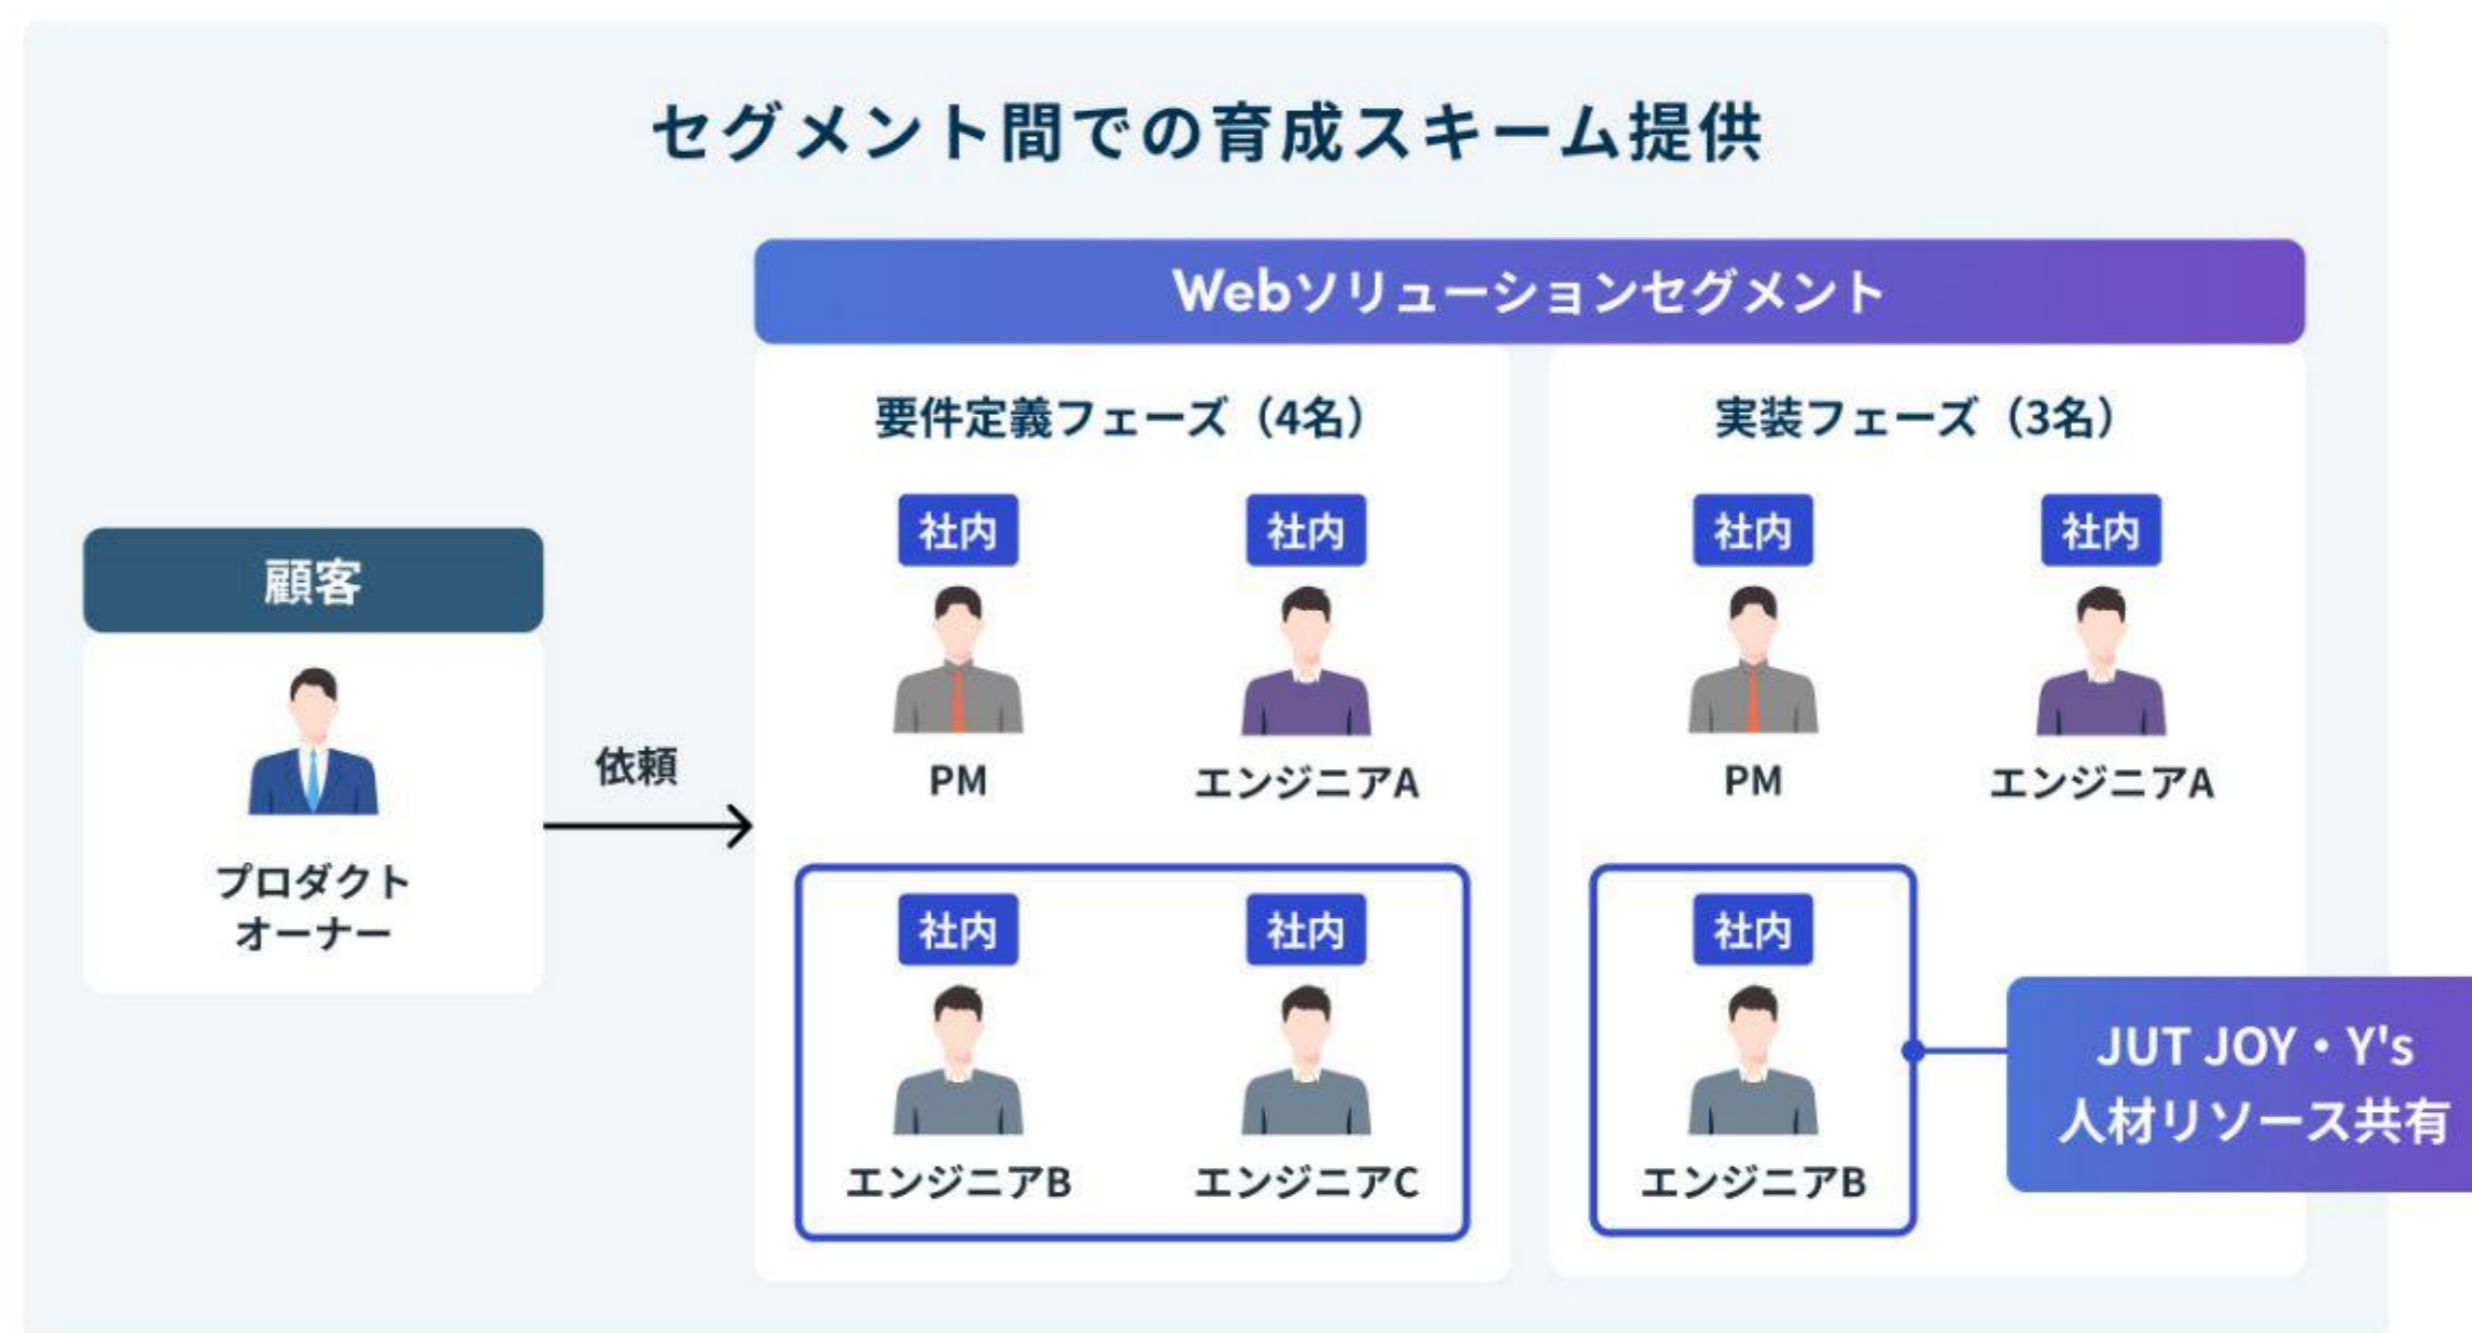 セグメント間での育成スキーム提供
Webソリューションセグメント
顧客
プロダクト
オーナー
依頼
要件定義フェーズ（4名）
社内
社内
PM
エンジニアA
社内
社内
エンジニアB
エンジニアC
実装フェーズ（3名）
社内
社内
PM
エンジニアA
社内
エンジニアB
JUT JOY・Y's
人材リソース共有